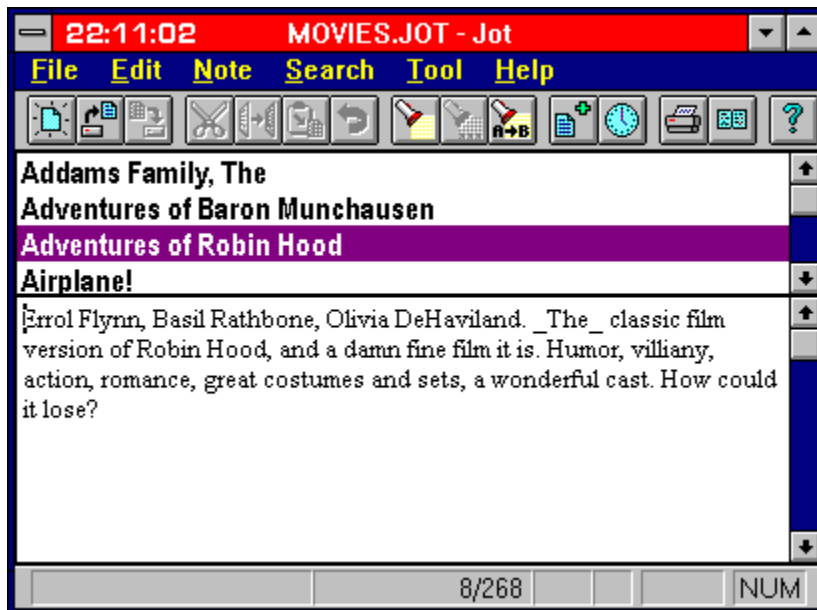 22:11:02 MOVIES.JOT - Jot
File Edit Note Search Tool Help
A→B ?
Addams Family, The
Adventures of Baron Munchausen
Adventures of Robin Hood
Airplane!
Errol Flynn, Basil Rathbone, Olivia DeHaviland. _The_ classic film
version of Robin Hood, and a damn fine film it is. Humor, villiany,
action, romance, great costumes and sets, a wonderful cast. How could
it lose?
8/268 NUM